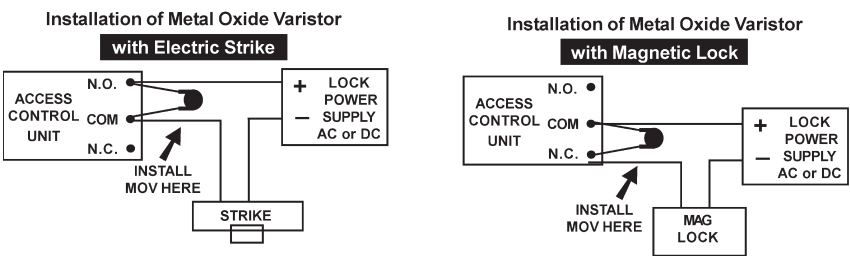 Installation of Metal Oxide Varistor
with Electric Strike
N.O.
ACCESS
CONTROL
UNIT
COM
N.C.
+
−
LOCK
POWER
SUPPLY
AC or DC
INSTALL
MOV HERE
STRIKE
Installation of Metal Oxide Varistor
with Magnetic Lock
N.O.
ACCESS
CONTROL
UNIT
COM
N.C.
+
−
LOCK
POWER
SUPPLY
AC or DC
INSTALL
MOV HERE
MAG
LOCK